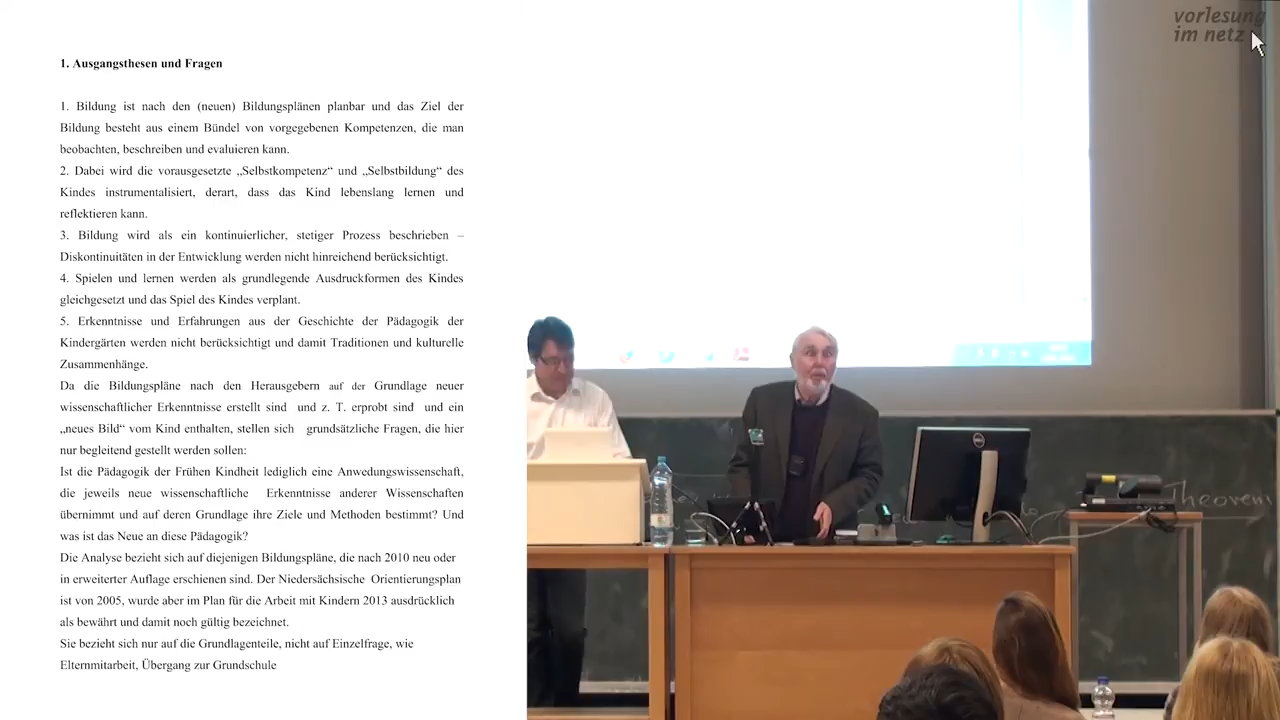 vorlesung
im netz
1. Ausgangsthesen und Fragen
1. Bildung ist nach den (neuen) Bildungsplänen planbar und das Ziel der
Bildung besteht aus einem Bündel von vorgegebenen Kompetenzen, die man
beobachten, beschreiben und evaluieren kann.
2. Dabei wird die vorausgesetzte „Selbstkompetenz“ und „Selbstbildung“ des
Kindes instrumentalisiert, derart, dass das Kind lebenslang lernen und
reflektieren kann.
3. Bildung wird als ein kontinuierlicher, stetiger Prozess beschrieben –
Diskontinuitäten in der Entwicklung werden nicht hinreichend berücksichtigt.
4. Spielen und lernen werden als grundlegende Ausdruckformen des Kindes
gleichgesetzt und das Spiel des Kindes verplant.
5. Erkenntnisse und Erfahrungen aus der Geschichte der Pädagogik der
Kindergärten werden nicht berücksichtigt und damit Traditionen und kulturelle
Zusammenhänge.
Da die Bildungspläne nach den Herausgebern auf der Grundlage neuer
wissenschaftlicher Erkenntnisse erstellt sind und z. T. erprobt sind und ein
„neues Bild“ vom Kind enthalten, stellen sich grundsätzliche Fragen, die hier
nur begleitend gestellt werden sollen:
Ist die Pädagogik der Frühen Kindheit lediglich eine Anwedungswissenschaft,
die jeweils neue wissenschaftliche Erkenntnisse anderer Wissenschaften
übernimmt und auf deren Grundlage ihre Ziele und Methoden bestimmt? Und
was ist das Neue an diese Pädagogik?
Die Analyse bezieht sich auf diejenigen Bildungspläne, die nach 2010 neu oder
in erweiterter Auflage erschienen sind. Der Niedersächsische Orientierungsplan
ist von 2005, wurde aber im Plan für die Arbeit mit Kindern 2013 ausdrücklich
als bewährt und damit noch gültig bezeichnet.
Sie bezieht sich nur auf die Grundlagenteile, nicht auf Einzelfrage, wie
Elternmitarbeit, Übergang zur Grundschule
DELL
Theorem